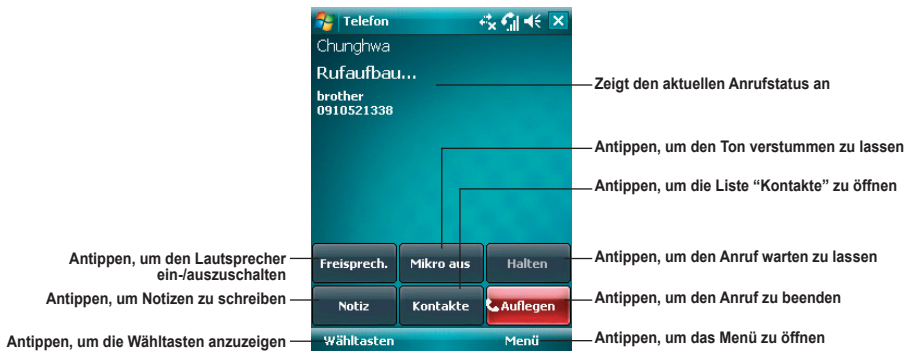 Telefon
Chunghwa
Rufaufbau...
brother
0910521338
Zeigt den aktuellen Anrufstatus an
Antippen, um den Ton verstummen zu lassen
Antippen, um die Liste “Kontakte” zu öffnen
Antippen, um den Lautsprecher
ein-/auszuschalten
Freisprech.
Mikro aus
Halten
Antippen, um den Anruf warten zu lassen
Antippen, um Notizen zu schreiben
Notiz
Kontakte
Auflegen
Antippen, um den Anruf zu beenden
Antippen, um die Wähltasten anzuzeigen
Wähltasten
Menü
Antippen, um das Menü zu öffnen